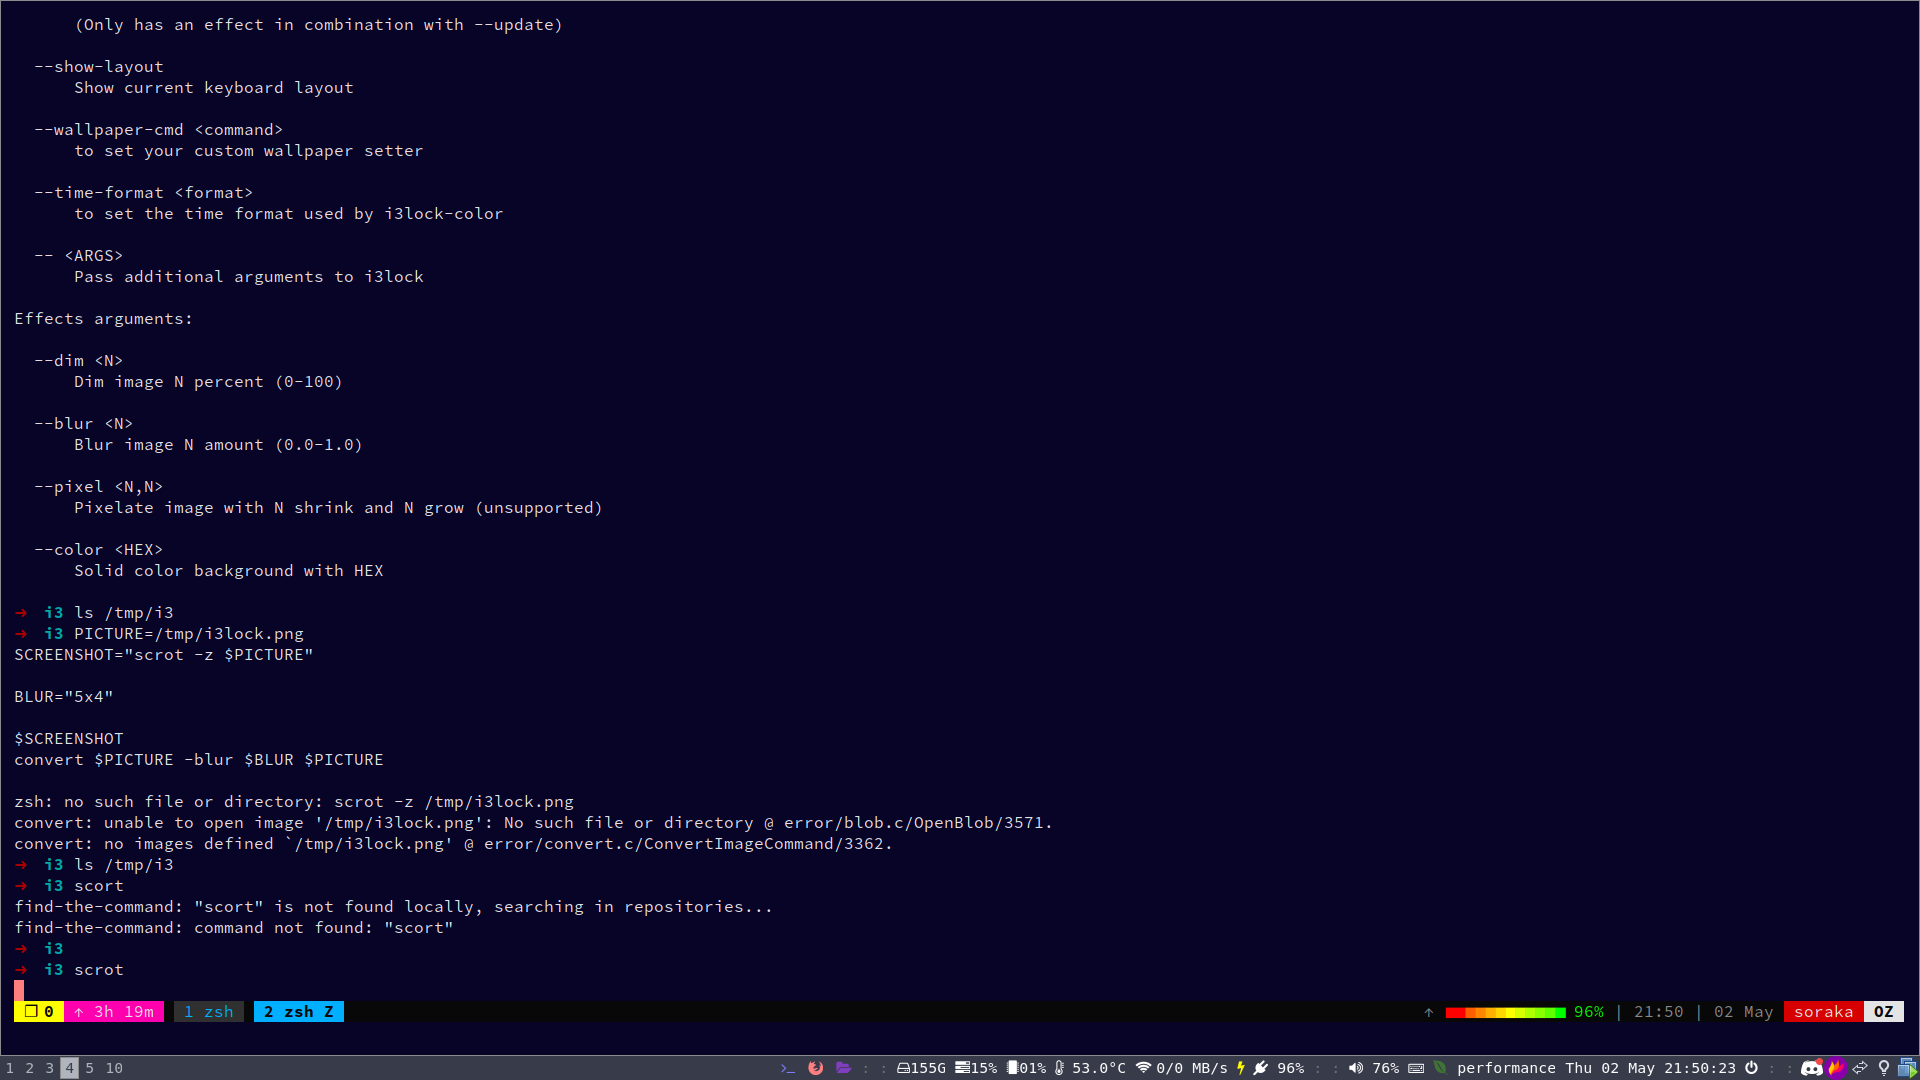 (Only has an effect in combination with --update)
--show-layout
Show current keyboard layout
--wallpaper-cmd <command>
to set your custom wallpaper setter
--time-format <format>
to set the time format used by i3lock-color
-- <ARGS>
Pass additional arguments to i3lock
Effects arguments:
--dim <N>
Dim image N percent (0-100)
--blur <N>
Blur image N amount (0.0-1.0)
--pixel <N,N>
Pixelate image with N shrink and N grow (unsupported)
--color <HEX>
Solid color background with HEX
→ i3 ls /tmp/i3
→ i3 PICTURE=/tmp/i3lock.png
SCREENSHOT="scrot -z $PICTURE"
BLUR="5x4"
$SCREENSHOT
convert $PICTURE -blur $BLUR $PICTURE
zsh: no such file or directory: scrot -z /tmp/i3lock.png
convert: unable to open image '/tmp/i3lock.png': No such file or directory @ error/blob.c/OpenBlob/3571.
convert: no images defined `/tmp/i3lock.png' @ error/convert.c/ConvertImageCommand/3362.
→ i3 ls /tmp/i3
→ i3 scort
find-the-command: "scort" is not found locally, searching in repositories...
find-the-command: command not found: "scort"
→ i3
→ i3 scrot
❐ 0 ↑ 3h 19m 1 zsh 2 zsh Z ↑ 96% | 21:50 | 02 May soraka OZ
1 2 3 4 5 10 >_ : : 155G 15% 01% 53.0°C 0/0 MB/s 96% : : 76% performance Thu 02 May 21:50:23 : :